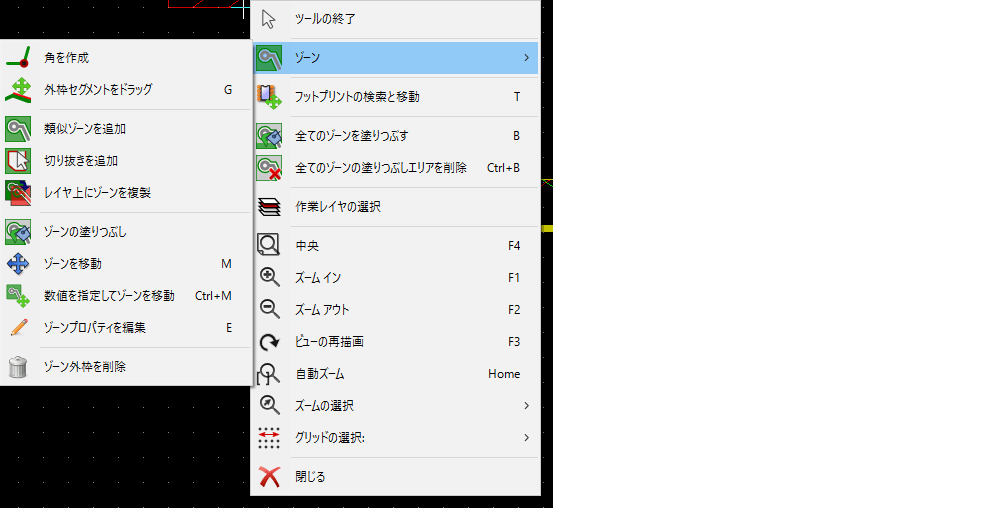 角を作成
外枠セグメントをドラッグ G
類似ゾーンを追加
切り抜きを追加
レイヤ上にゾーンを複製
ゾーンの塗りつぶし
ゾーンを移動 M
数値を指定してゾーンを移動 Ctrl+M
ゾーンプロパティを編集 E
ゾーン外枠を削除
ツールの終了
ゾーン
フットプリントの検索と移動 T
全てのゾーンを塗りつぶす B
全てのゾーンの塗りつぶしエリアを削除 Ctrl+B
作業レイヤの選択
中央 F4
ズーム イン F1
ズーム アウト F2
ビューの再描画 F3
自動ズーム Home
ズームの選択
グリッドの選択:
閉じる